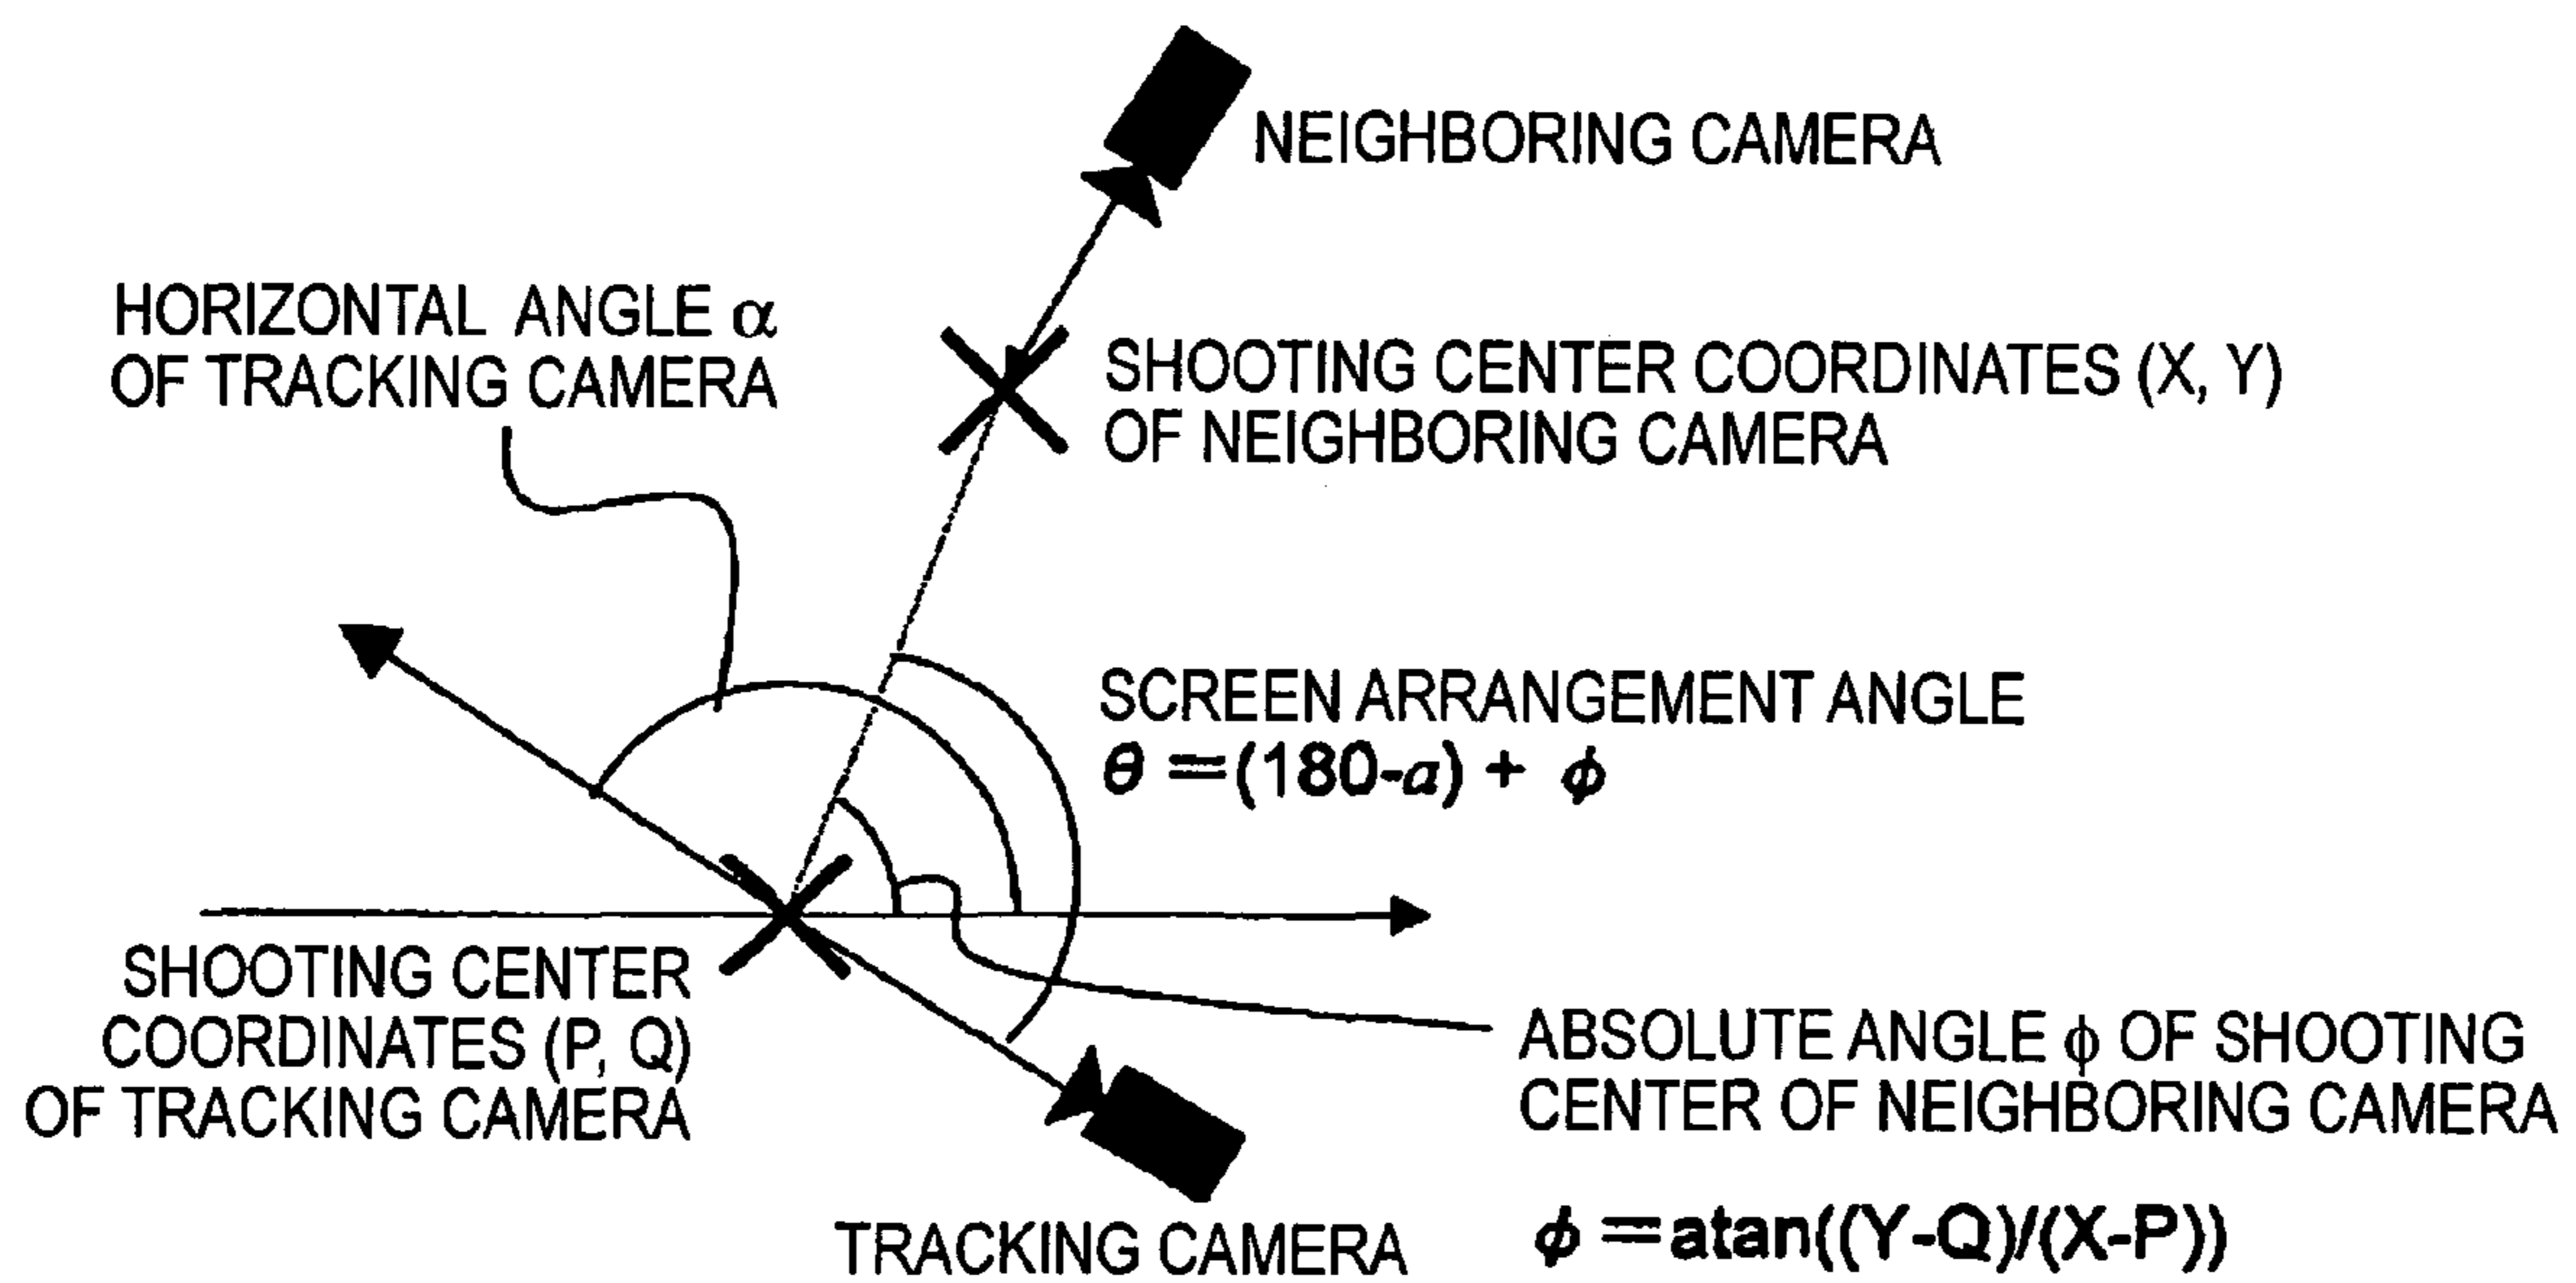 NEIGHBORING CAMERA
HORIZONTAL ANGLE α
OF TRACKING CAMERA
SHOOTING CENTER COORDINATES (X, Y)
OF NEIGHBORING CAMERA
SCREEN ARRANGEMENT ANGLE
θ =(180-α) + ϕ
SHOOTING CENTER
COORDINATES (P, Q)
OF TRACKING CAMERA
ABSOLUTE ANGLE ϕ OF SHOOTING
CENTER OF NEIGHBORING CAMERA
TRACKING CAMERA
ϕ =atan((Y-Q)/(X-P))